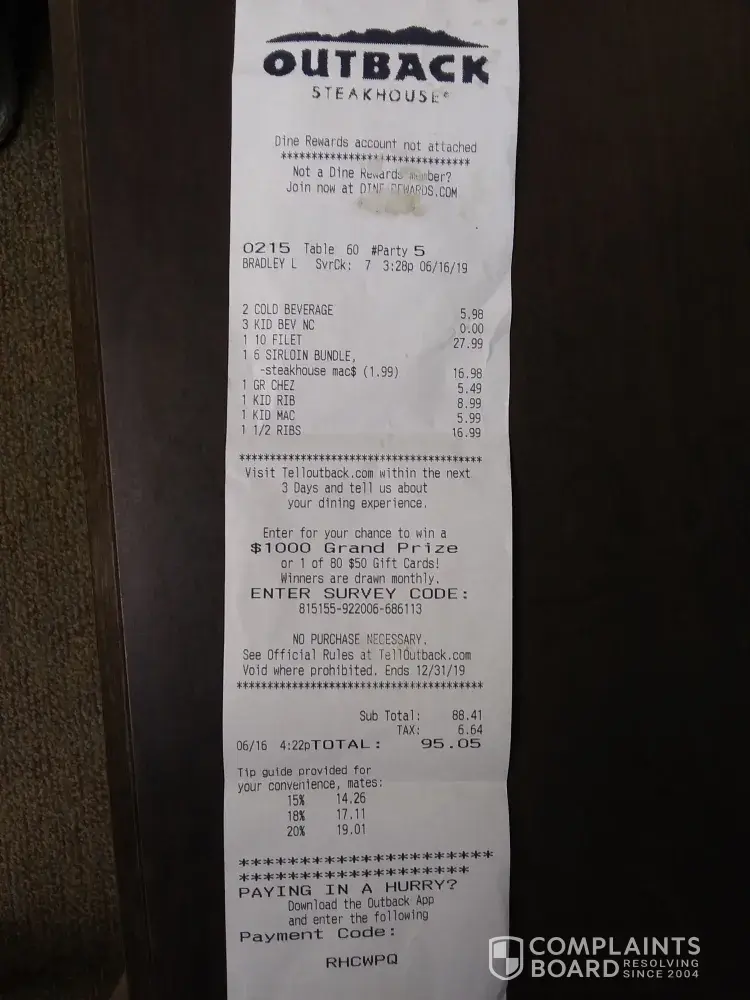 OUTBACK
STEAKHOUSE®
Dine Rewards account not attached
*******************************
Not a Dine Rewards member?
Join now at DINE REWARDS.COM
0215 Table 60 #Party 5
BRADLEY L SvrCk: 7 3:28p 06/16/19
2 COLD BEVERAGE 5.98
3 KID BEV NC 0.00
1 10 FILET 27.99
1 6 SIRLOIN BUNDLE,
-steakhouse mac$ (1.99) 16.98
1 GR CHEZ 5.49
1 KID RIB 8.99
1 KID MAC 5.99
1 1/2 RIBS 16.99
****************************************
Visit Telloutback.com within the next
3 Days and tell us about
your dining experience.
Enter for your chance to win a
$1000 Grand Prize
or 1 of 80 $50 Gift Cards!
Winners are drawn monthly.
ENTER SURVEY CODE:
815155-922006-686113
NO PURCHASE NECESSARY.
See Official Rules at TellOutback.com
Void where prohibited. Ends 12/31/19
****************************************
Sub Total: 88.41
TAX: 6.64
06/16 4:22pTOTAL: 95.05
Tip guide provided for
your convenience, mates:
15% 14.26
18% 17.11
20% 19.01
*********************
*******************
PAYING IN A HURRY?
Download the Outback App
and enter the following
Payment Code:
RHCWPQ
COMPLAINTS
BOARD RESOLVING SINCE 2004